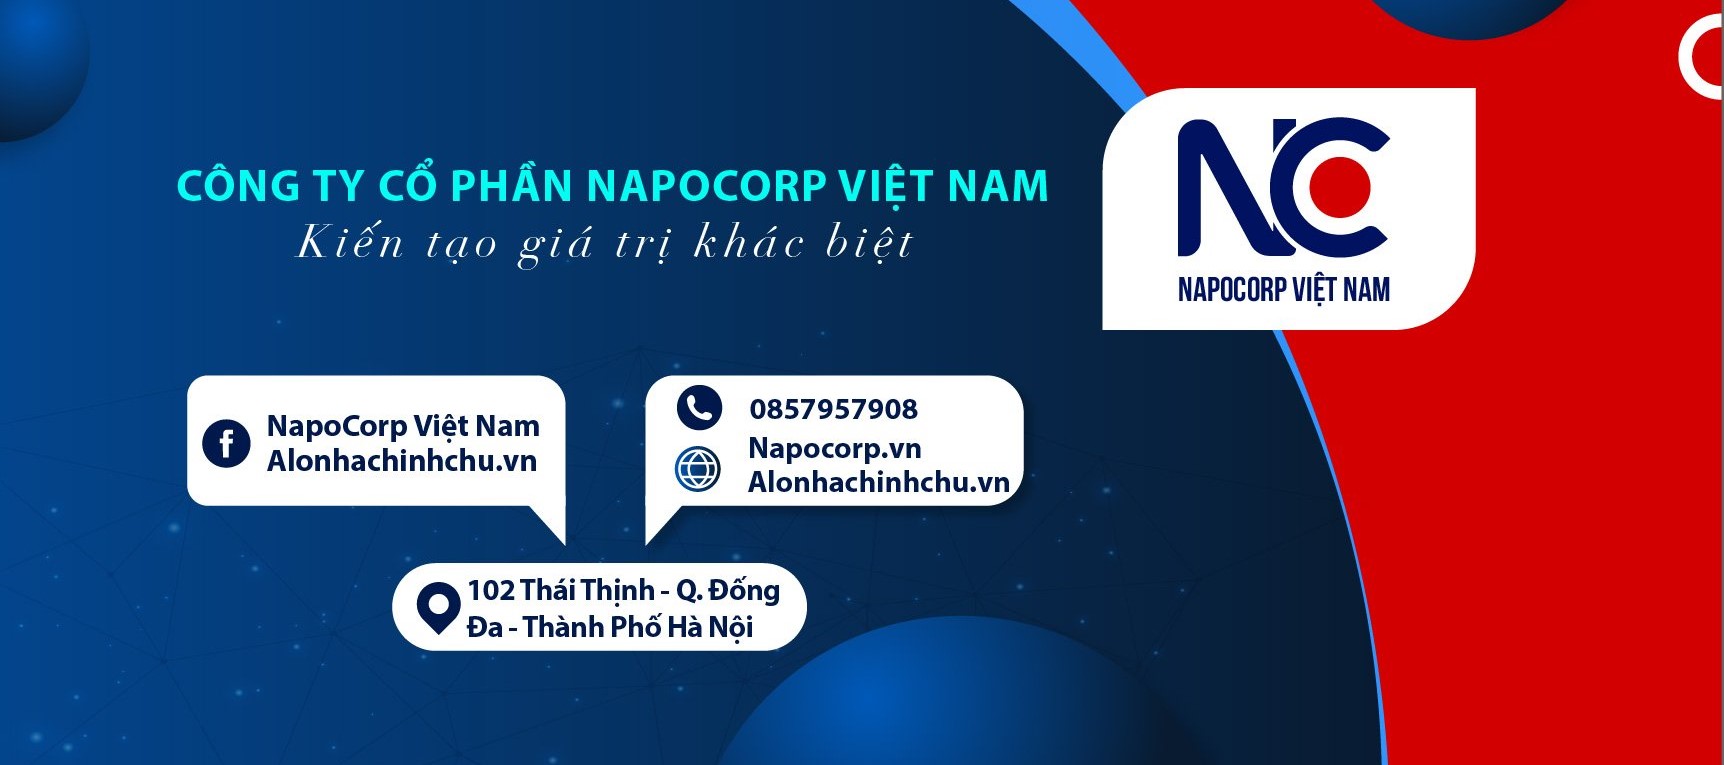 CÔNG TY CỔ PHẦN NAPOCORP VIỆT NAM
Kiến tạo giá trị khác biệt
NC
NAPOCORP VIỆT NAM
NapoCorp Việt Nam
Alonhachinhchu.vn
0857957908
Napocorp.vn
Alonhachinhchu.vn
102 Thái Thịnh - Q. Đống
Đa - Thành Phố Hà Nội